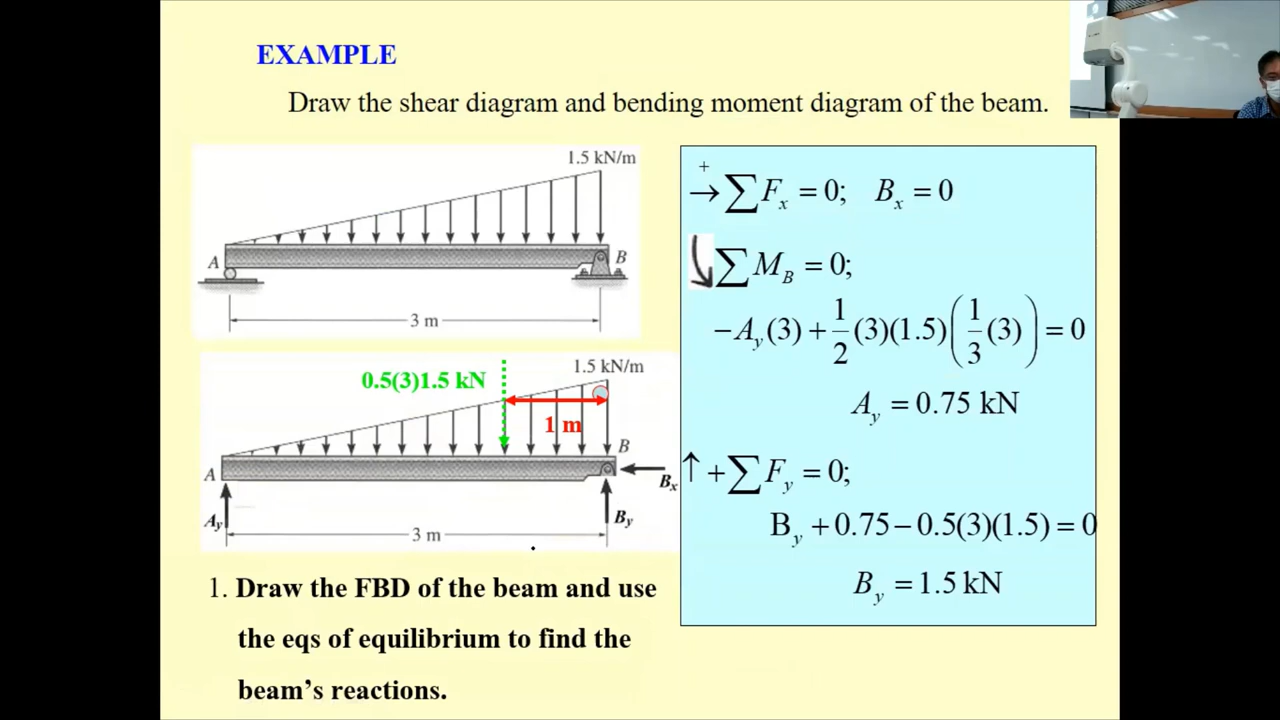 EXAMPLE
Draw the shear diagram and bending moment diagram of the beam.
1.5 kN/m
A
B
3 m
0.5(3)1.5 kN
1.5 kN/m
1 m
A
B
Bx
Ay
By
3 m
1. Draw the FBD of the beam and use
the eqs of equilibrium to find the
beam's reactions.
+
→∑Fx = 0; Bx = 0
∑MB = 0;
−Ay(3) + 1/2(3)(1.5)(1/3(3)) = 0
Ay = 0.75 kN
↑+∑Fy = 0;
By + 0.75 − 0.5(3)(1.5) = 0
By = 1.5 kN